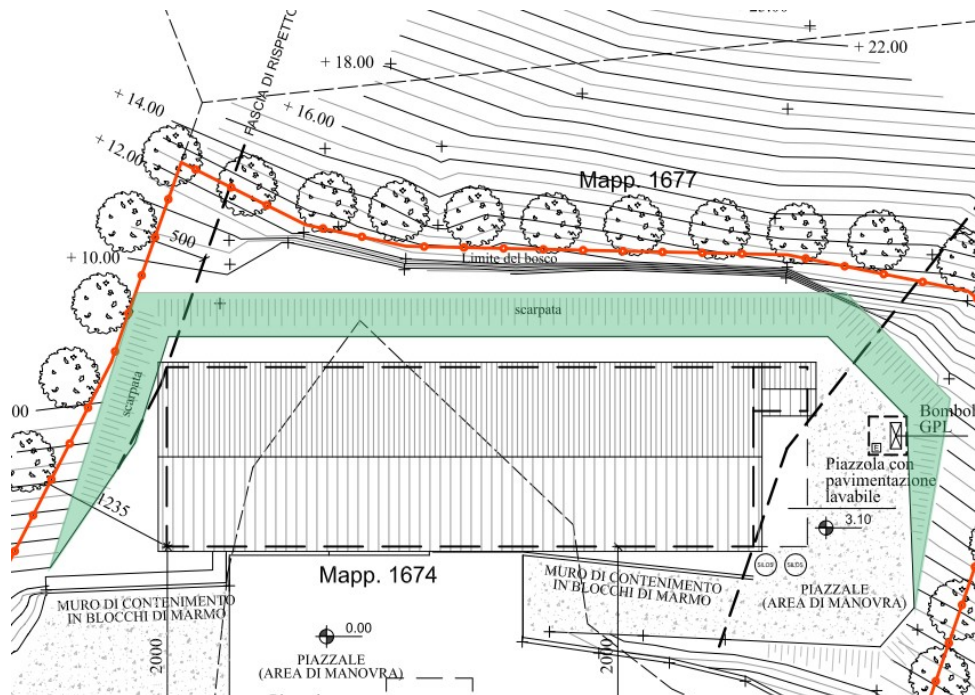 + 22.00
+ 18.00
FASCIA DI RISPETTO
+ 14.00
+ 16.00
+ 12.00
Mapp. 1677
500
+ 10.00
Limite del bosco
scarpata
scarpata
00
Bombol
GPL
E
Piazzola con
pavimentazione
lavabile
1235
3.10
SILOS
SILOS
Mapp. 1674
MURO DI CONTENIMENTO
IN BLOCCHI DI MARMO
MURO DI CONTENIMENTO
IN BLOCCHI DI MARMO
PIAZZALE
(AREA DI MANOVRA)
0.00
2000
2000
PIAZZALE
(AREA DI MANOVRA)